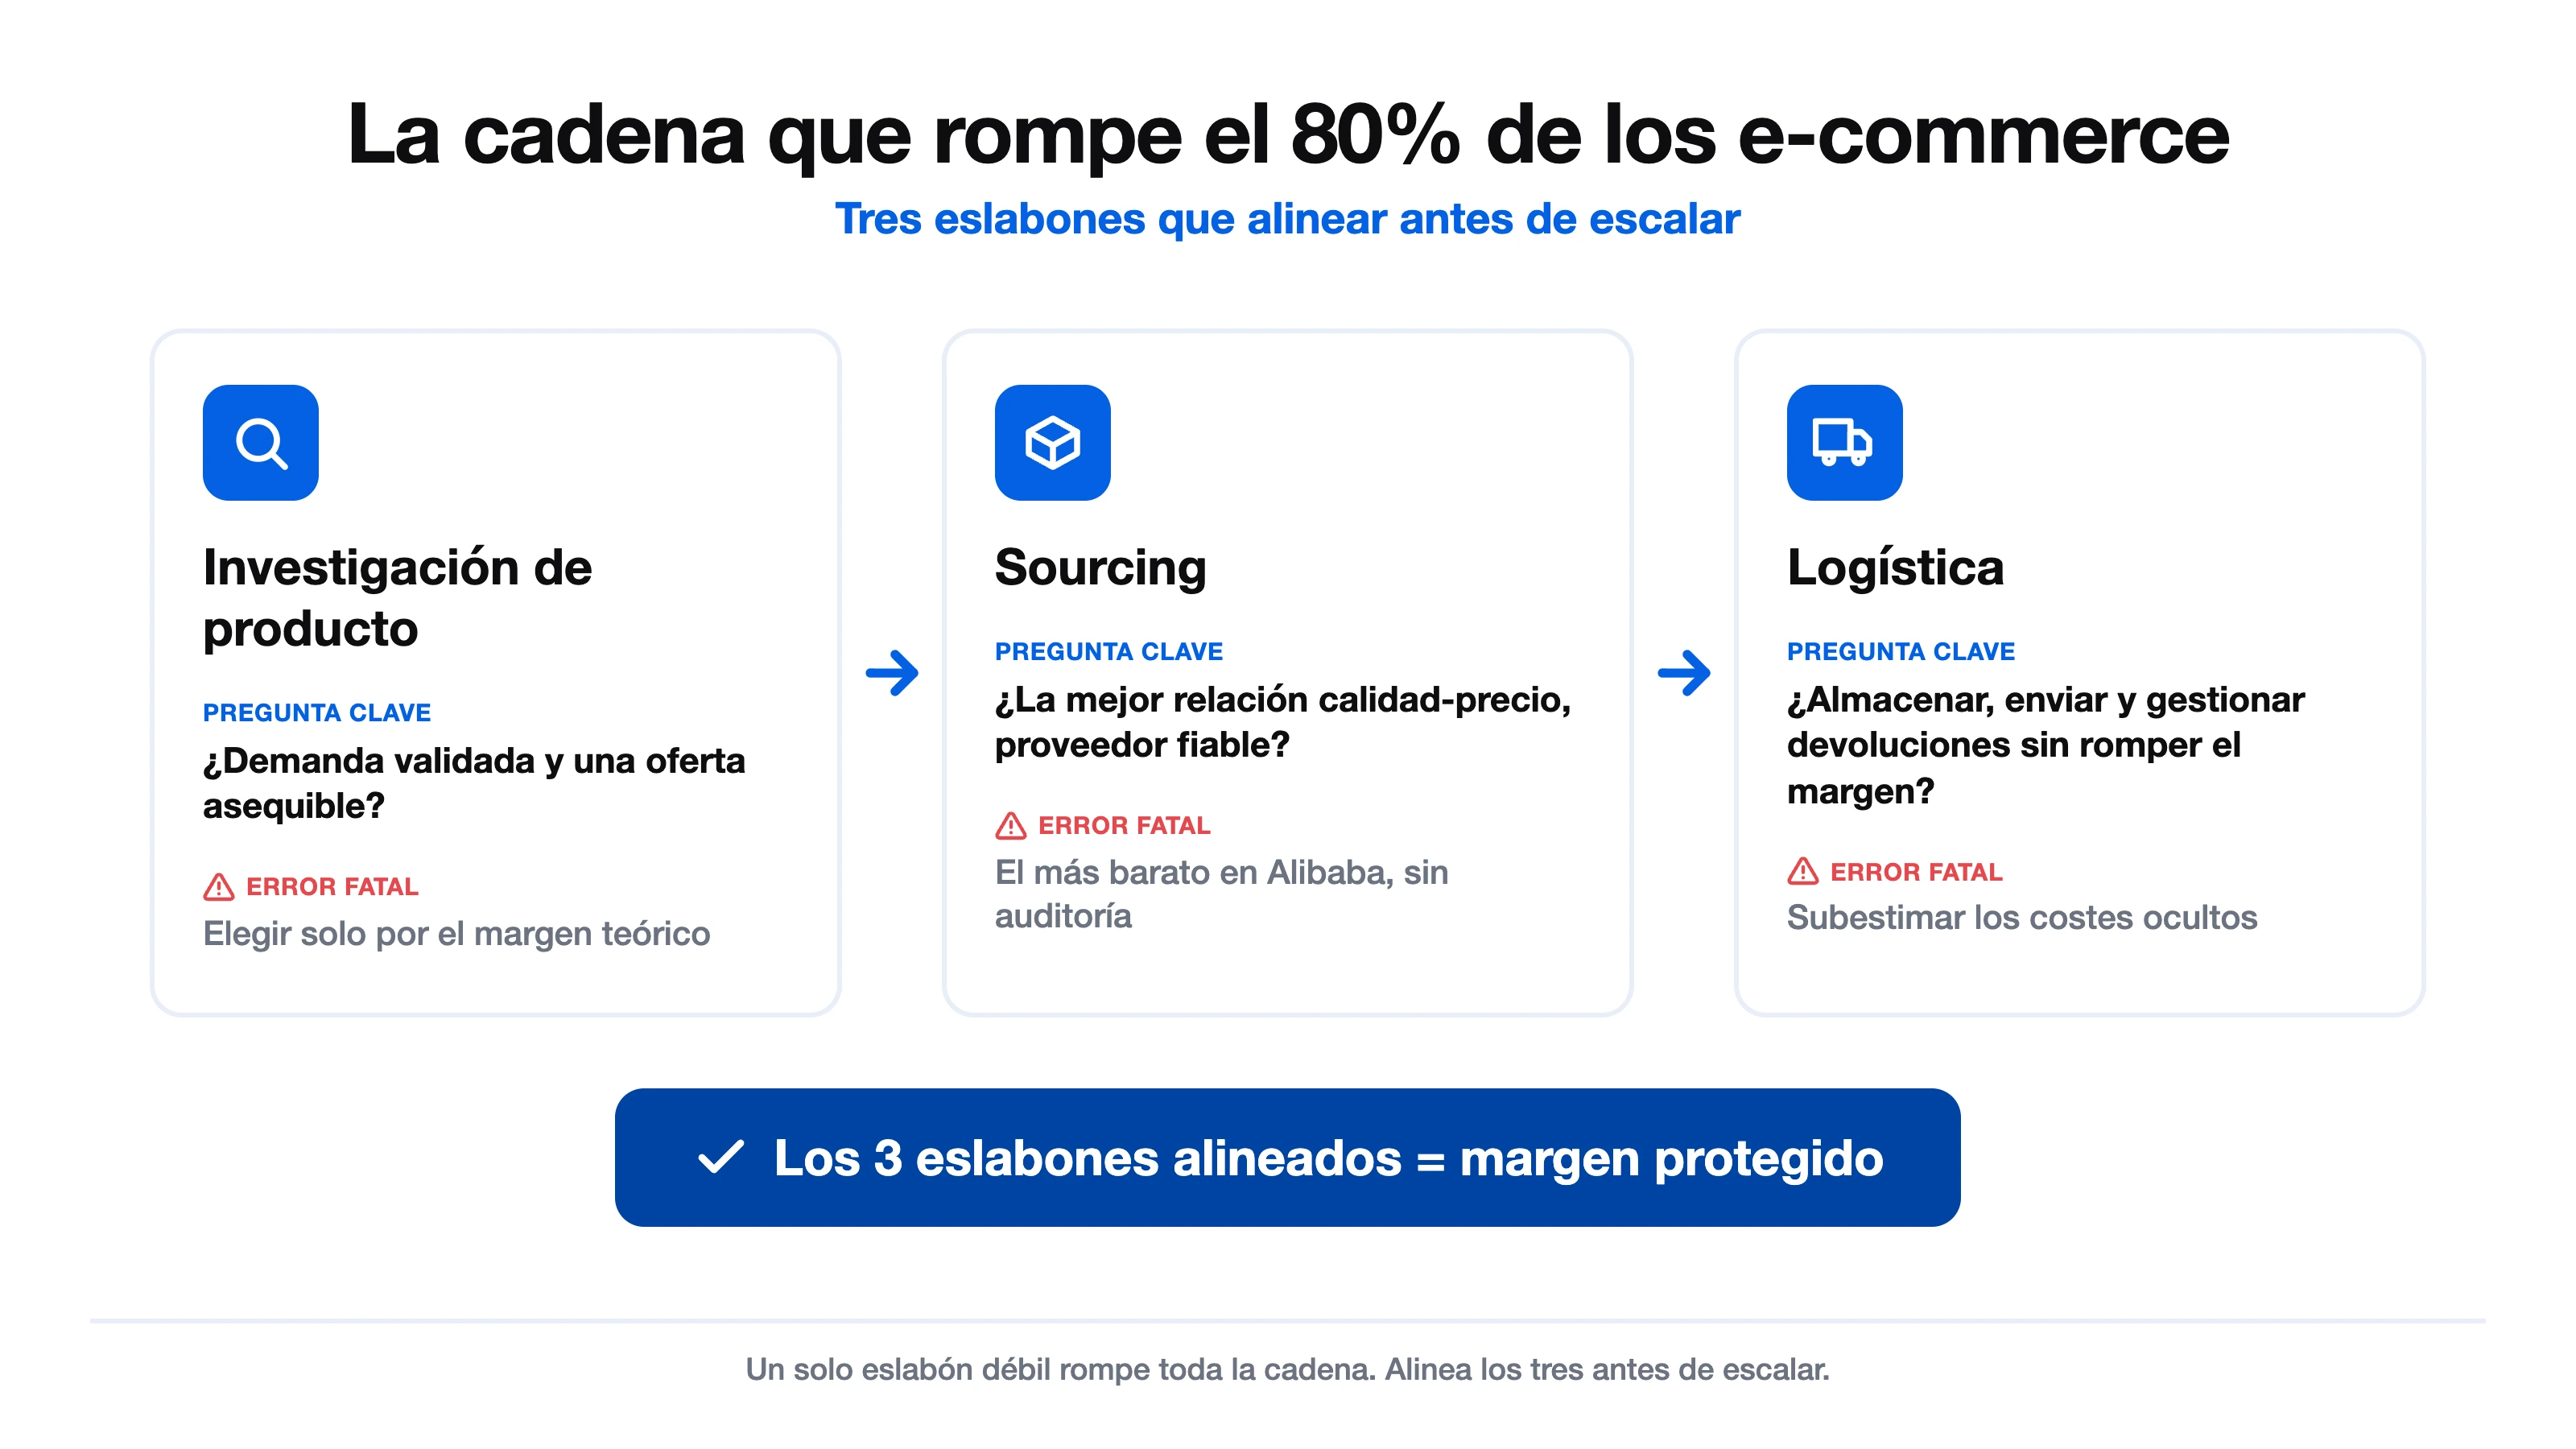 La cadena que rompe el 80% de los e-commerce
Tres eslabones que alinear antes de escalar
Investigación de
producto
PREGUNTA CLAVE
¿Demanda validada y una oferta
asequible?
ERROR FATAL
Elegir solo por el margen teórico
Sourcing
PREGUNTA CLAVE
¿La mejor relación calidad-precio,
proveedor fiable?
ERROR FATAL
El más barato en Alibaba, sin
auditoría
Logística
PREGUNTA CLAVE
¿Almacenar, enviar y gestionar
devoluciones sin romper el
margen?
ERROR FATAL
Subestimar los costes ocultos
Los 3 eslabones alineados = margen protegido
Un solo eslabón débil rompe toda la cadena. Alinea los tres antes de escalar.